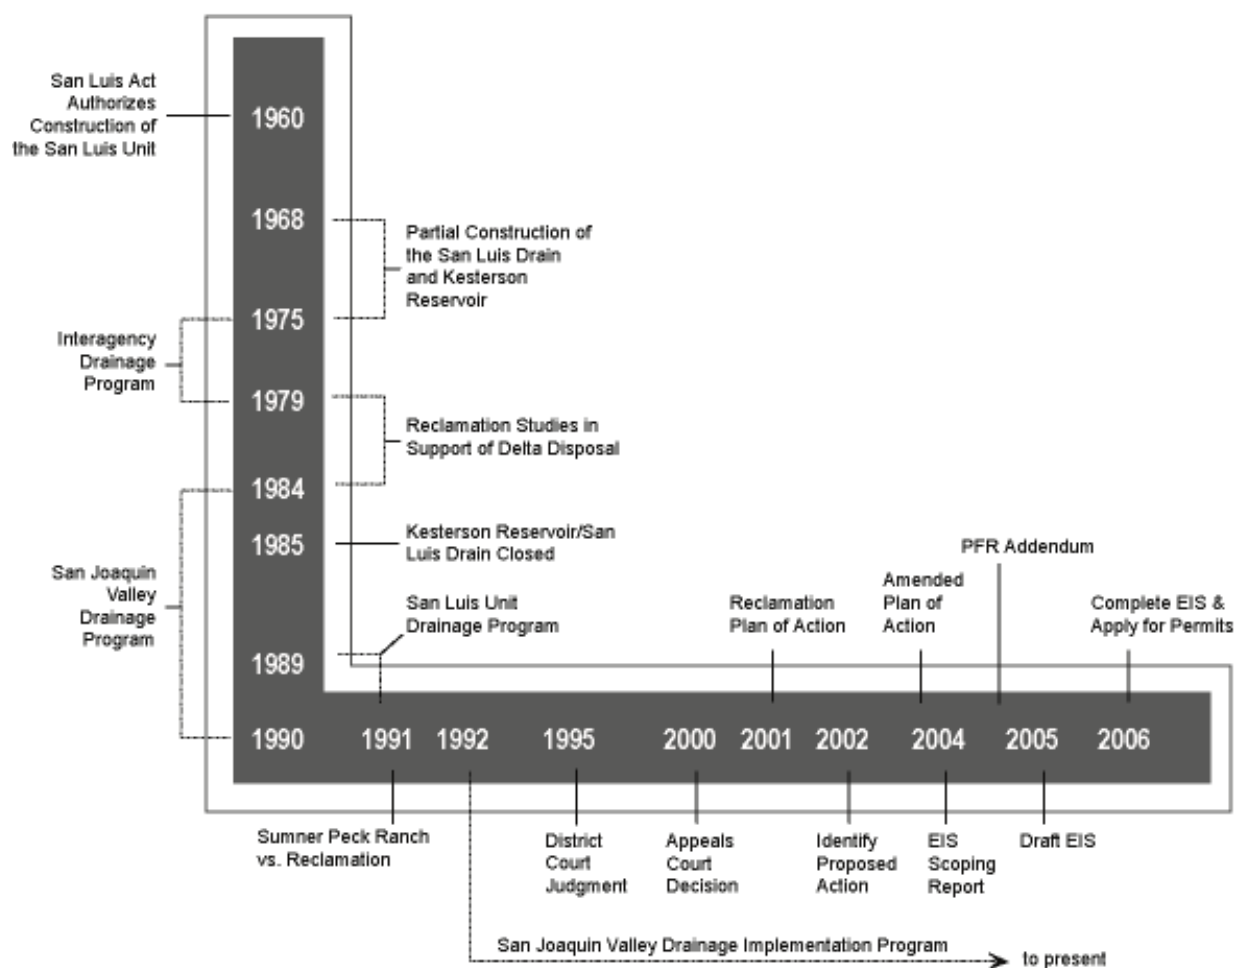 San Luis Act
Authorizes
Construction of
the San Luis Unit
1960
1968
Partial Construction of
the San Luis Drain
and Kesterson
Reservoir
1975
Interagency
Drainage
Program
1979
Reclamation Studies in
Support of Delta Disposal
1984
1985
Kesterson Reservoir/San
Luis Drain Closed
San Joaquin
Valley
Drainage
Program
San Luis Unit
Drainage Program
1989
Reclamation
Plan of Action
Amended
Plan of
Action
PFR Addendum
Complete EIS &
Apply for Permits
1990
1991
1992
1995
2000
2001
2002
2004
2005
2006
Sumner Peck Ranch
vs. Reclamation
District
Court
Judgment
Appeals
Court
Decision
Identify
Proposed
Action
EIS
Scoping
Report
Draft EIS
San Joaquin Valley Drainage Implementation Program
to present